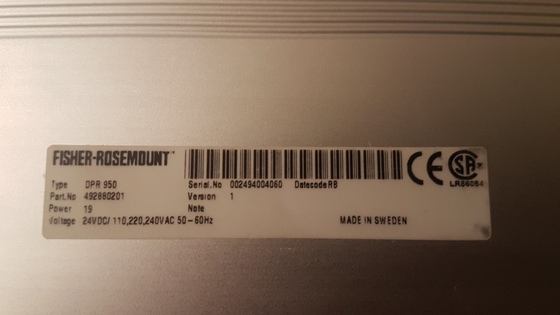 FISHER-ROSEMOUNT
Type DPR 950 Serial.No 002494004060 Datecode RB
Part.No 492880201 Version 1
Power 19 Note
Voltage 24VDC/ 110,220,240VAC 50-60Hz MADE IN SWEDEN
CE SA LR86064